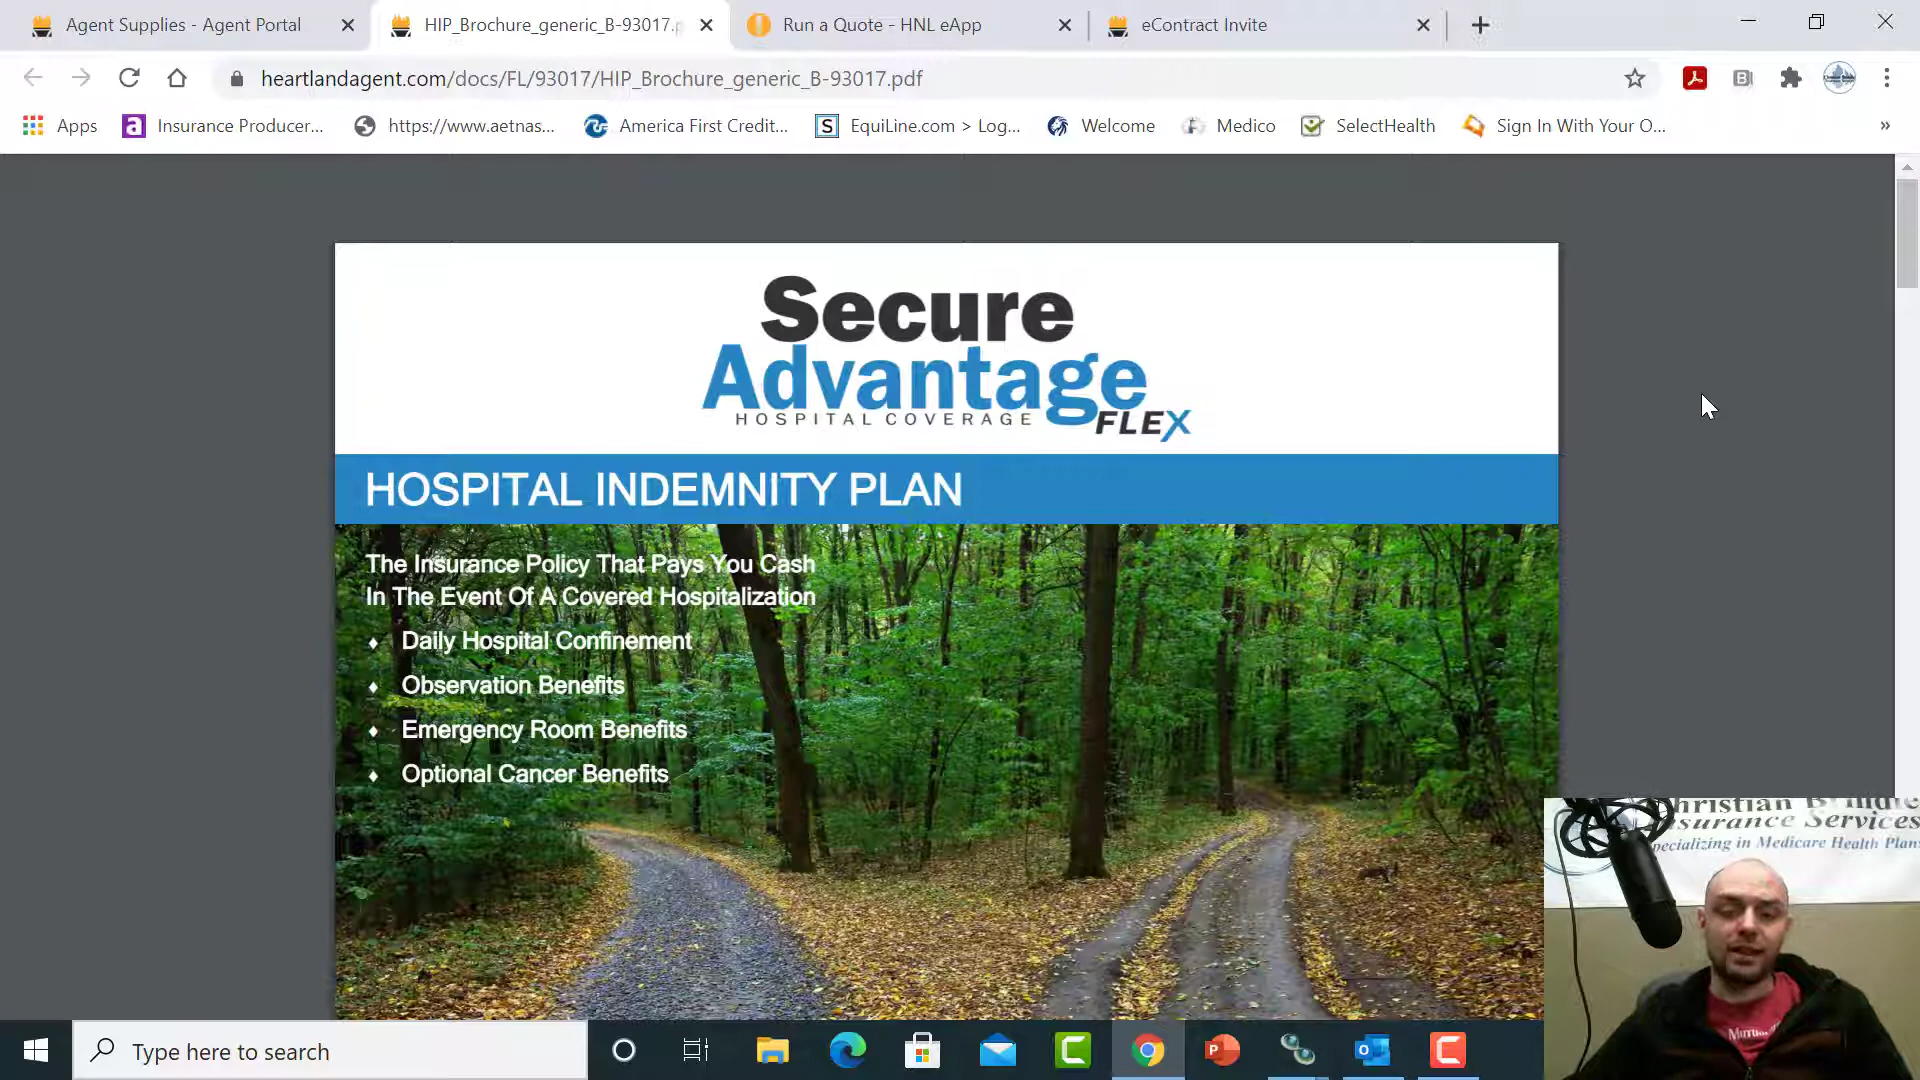 Agent Supplies - Agent Portal
HIP_Brochure_generic_B-93017.p
Run a Quote - HNL eApp
eContract Invite
heartlandagent.com/docs/FL/93017/HIP_Brochure_generic_B-93017.pdf
Apps
a
Insurance Producer...
https://www.aetnas...
America First Credit...
S
EquiLine.com > Log...
Welcome
Medico
SelectHealth
Sign In With Your O...
»
Secure
Advantage
HOSPITAL COVERAGE
FLEX
HOSPITAL INDEMNITY PLAN
The Insurance Policy That Pays You Cash
In The Event Of A Covered Hospitalization
♦ Daily Hospital Confinement
♦ Observation Benefits
♦ Emergency Room Benefits
♦ Optional Cancer Benefits
Insurance Services
Specializing in Medicare Health Plans
Type here to search